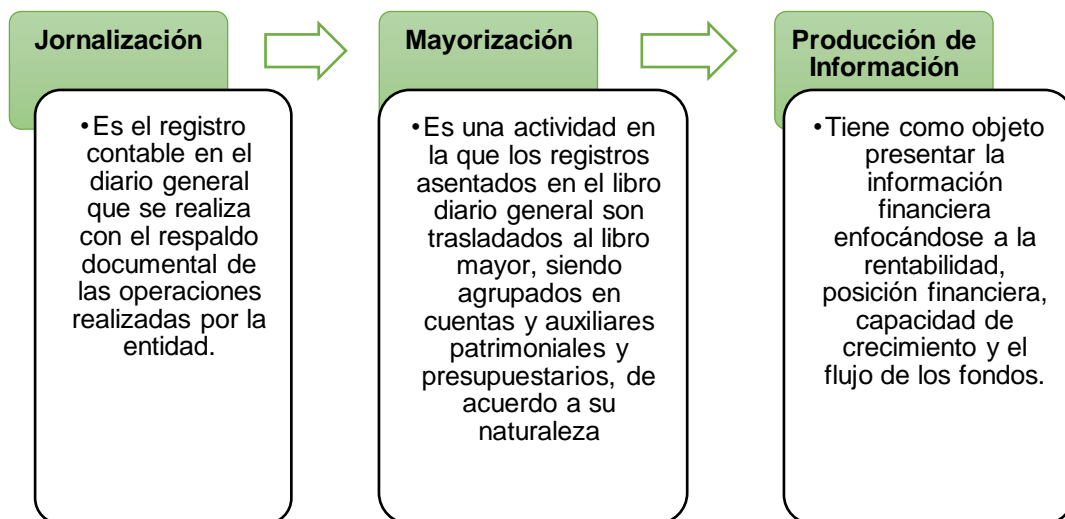 Jornalización
•Es el registro
contable en el
diario general
que se realiza
con el respaldo
documental de
las operaciones
realizadas por la
entidad.
Mayorización
•Es una actividad en
la que los registros
asentados en el libro
diario general son
trasladados al libro
mayor, siendo
agrupados en
cuentas y auxiliares
patrimoniales y
presupuestarios, de
acuerdo a su
naturaleza
Producción de
Información
•Tiene como objeto
presentar la
información
financiera
enfocándose a la
rentabilidad,
posición financiera,
capacidad de
crecimiento y el
flujo de los fondos.